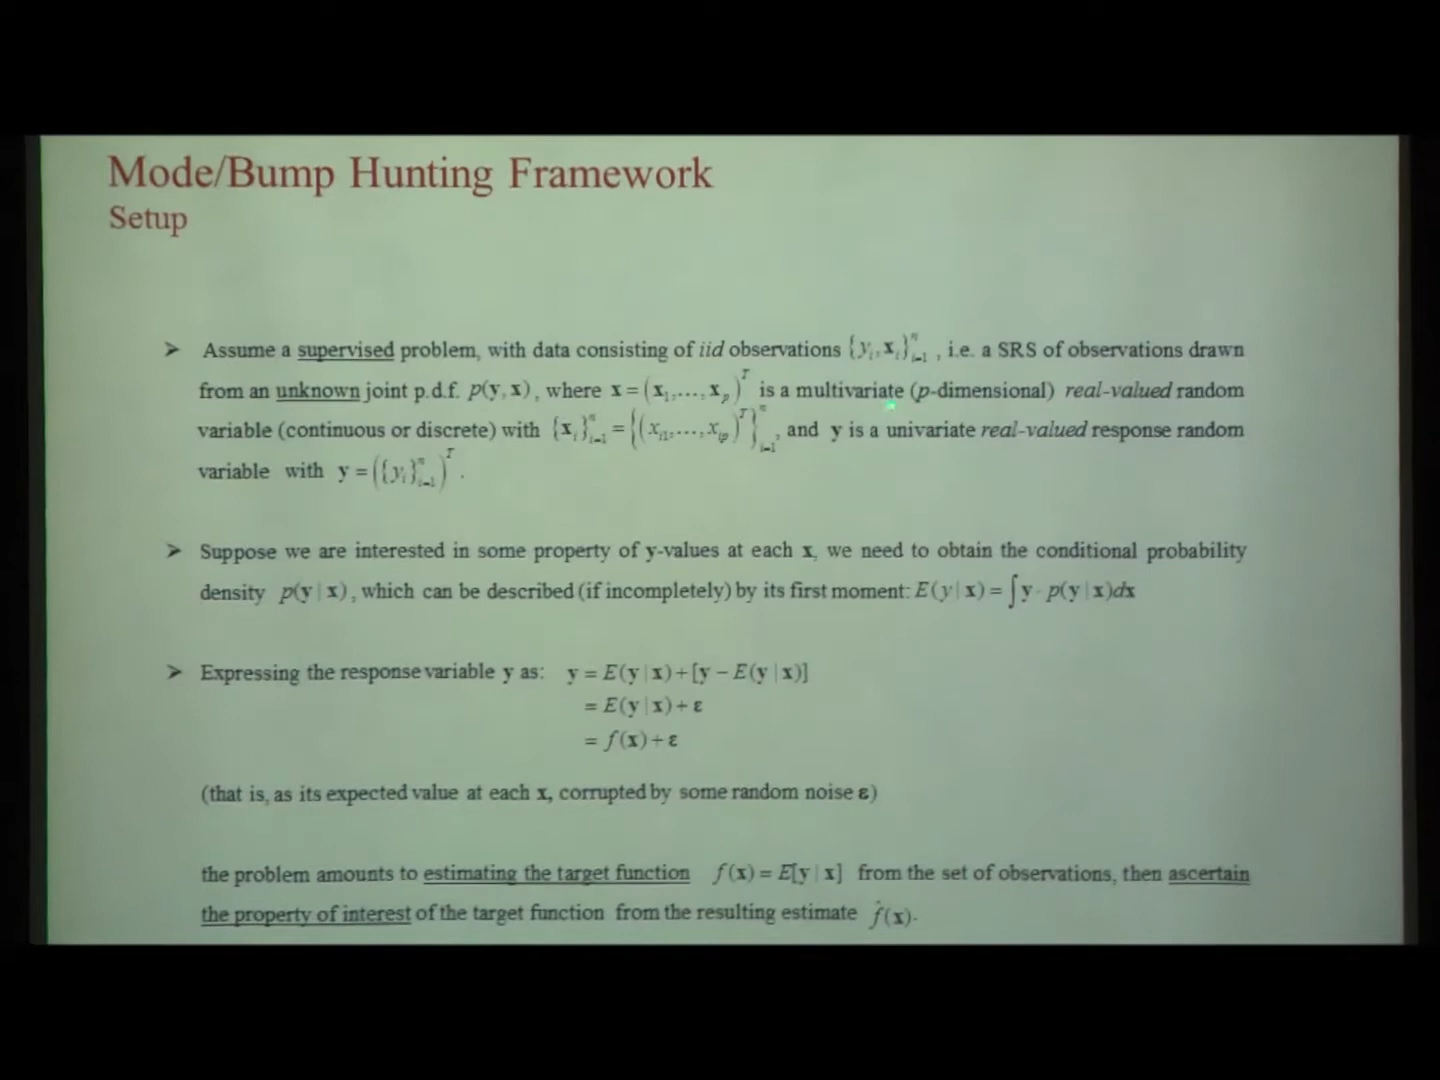 Mode/Bump Hunting Framework
Setup
➢ Assume a supervised problem, with data consisting of iid observations {yᵢ, xᵢ}ⁿᵢ₌₁, i.e. a SRS of observations drawn
from an unknown joint p.d.f. p(y, x), where x = (x₁,…, xₚ)ᵀ is a multivariate (p-dimensional) real-valued random
variable (continuous or discrete) with {xᵢ}ⁿᵢ₌₁ = {(xᵢ₁,…, xᵢₚ)ᵀ}ⁿᵢ₌₁, and y is a univariate real-valued response random
variable with y = ({yᵢ}ⁿᵢ₌₁)ᵀ.
➢ Suppose we are interested in some property of y-values at each x, we need to obtain the conditional probability
density p(y | x), which can be described (if incompletely) by its first moment: E(y | x) = ∫ y · p(y | x)dx
➢ Expressing the response variable y as: y = E(y | x) + [y − E(y | x)]
= E(y | x) + ε
= f(x) + ε
(that is, as its expected value at each x, corrupted by some random noise ε)
the problem amounts to estimating the target function f(x) = E[y | x] from the set of observations, then ascertain
the property of interest of the target function from the resulting estimate f̂(x).